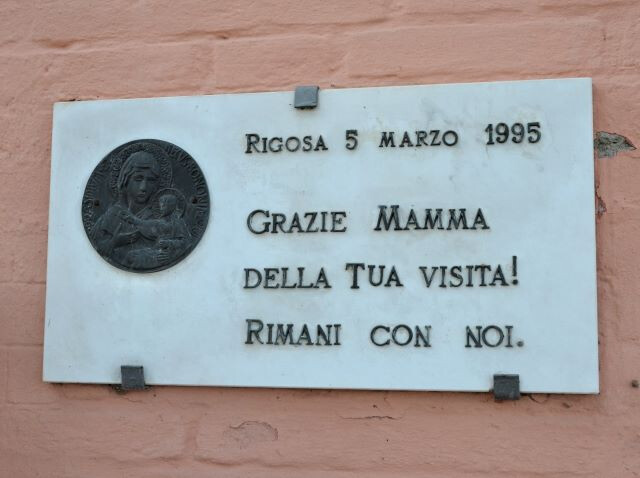 RIGOSA 5 MARZO 1995
GRAZIE MAMMA
DELLA TUA VISITA!
RIMANI CON NOI.